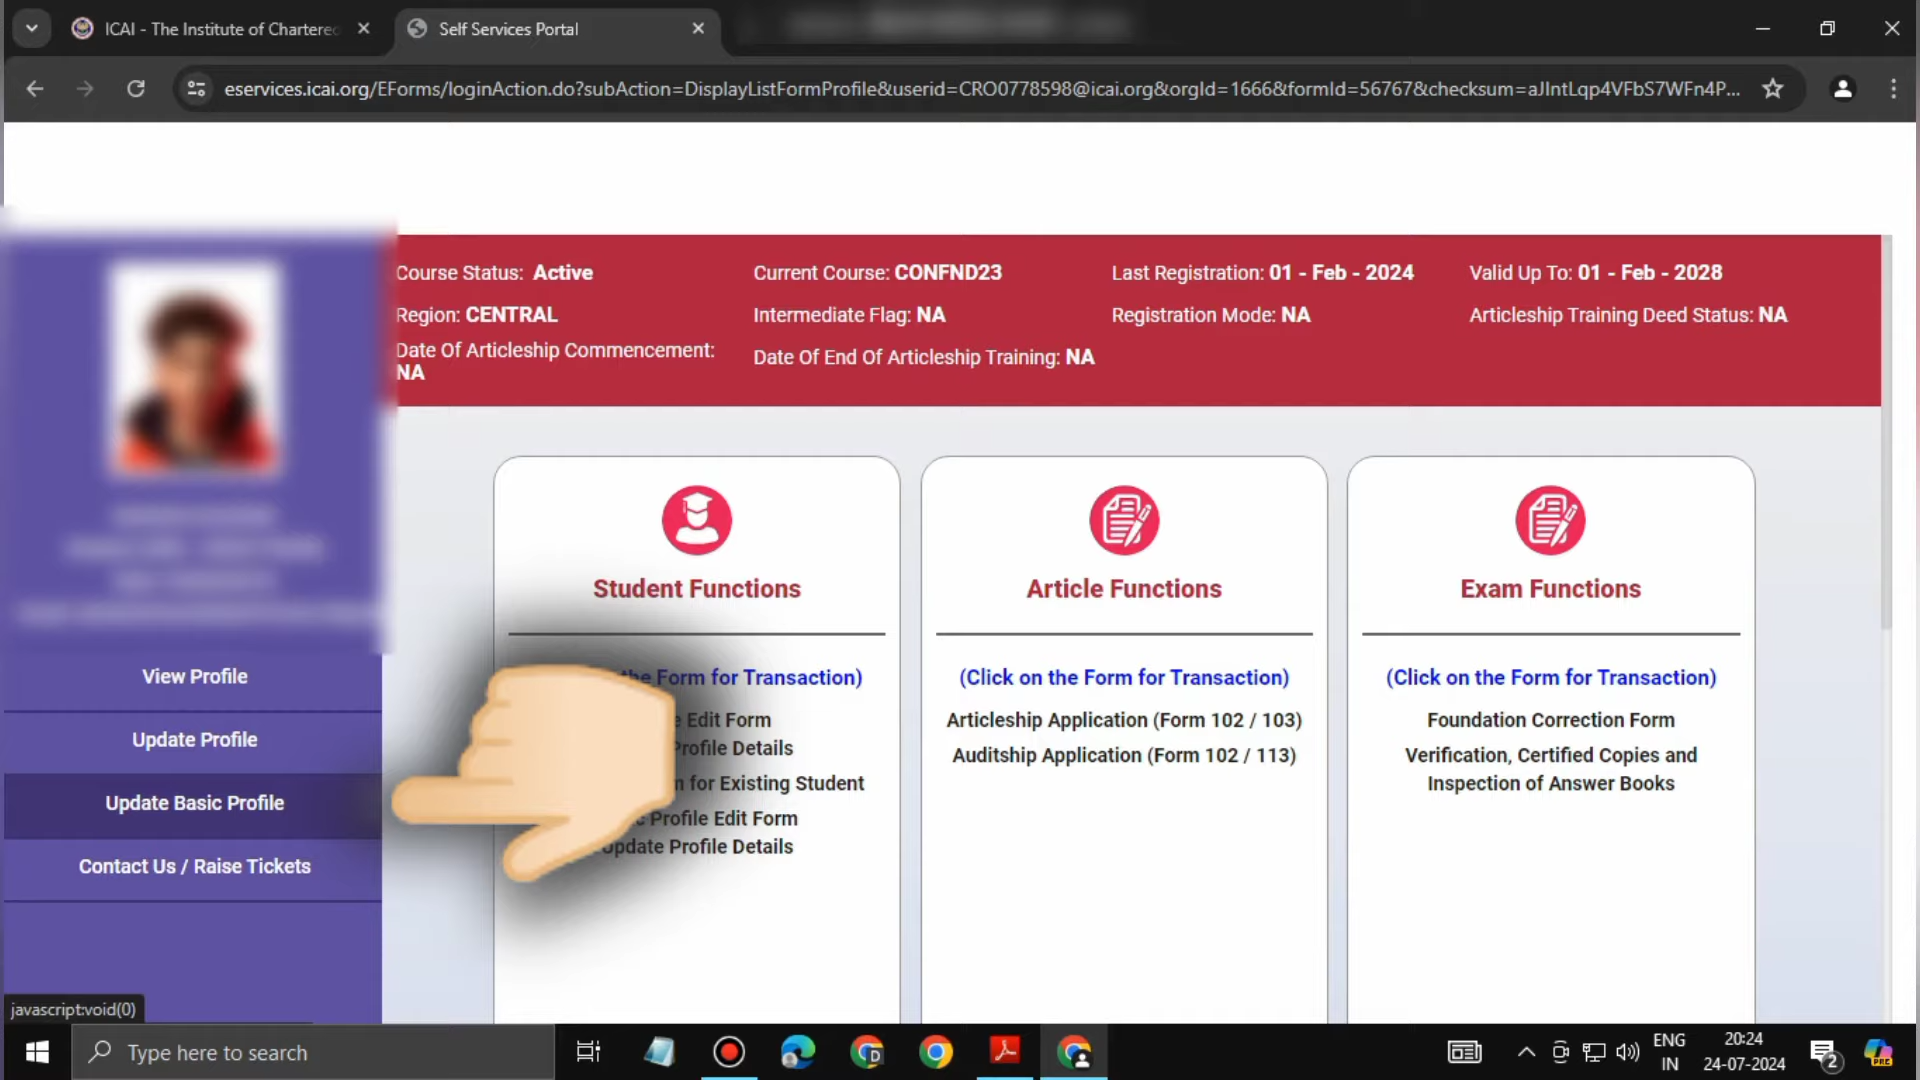 ICAI - The Institute of Chartered
Self Services Portal
eservices.icai.org/EForms/loginAction.do?subAction=DisplayListFormProfile&userid=CRO0778598@icai.org&orgId=1666&formId=56767&checksum=aJIntLqp4VFbS7WFn4P...
Course Status: Active
Current Course: CONFND23
Last Registration: 01 - Feb - 2024
Valid Up To: 01 - Feb - 2028
Region: CENTRAL
Intermediate Flag: NA
Registration Mode: NA
Articleship Training Deed Status: NA
Date Of Articleship Commencement:
NA
Date Of End Of Articleship Training: NA
View Profile
Update Profile
Update Basic Profile
Contact Us / Raise Tickets
Student Functions
the Form for Transaction)
Edit Form
Profile Details
for Existing Student
Profile Edit Form
Update Profile Details
Article Functions
(Click on the Form for Transaction)
Articleship Application (Form 102 / 103)
Auditship Application (Form 102 / 113)
Exam Functions
(Click on the Form for Transaction)
Foundation Correction Form
Verification, Certified Copies and
Inspection of Answer Books
javascript:void(0)
Type here to search
D
ENG
IN
20:24
24-07-2024
2
PRE